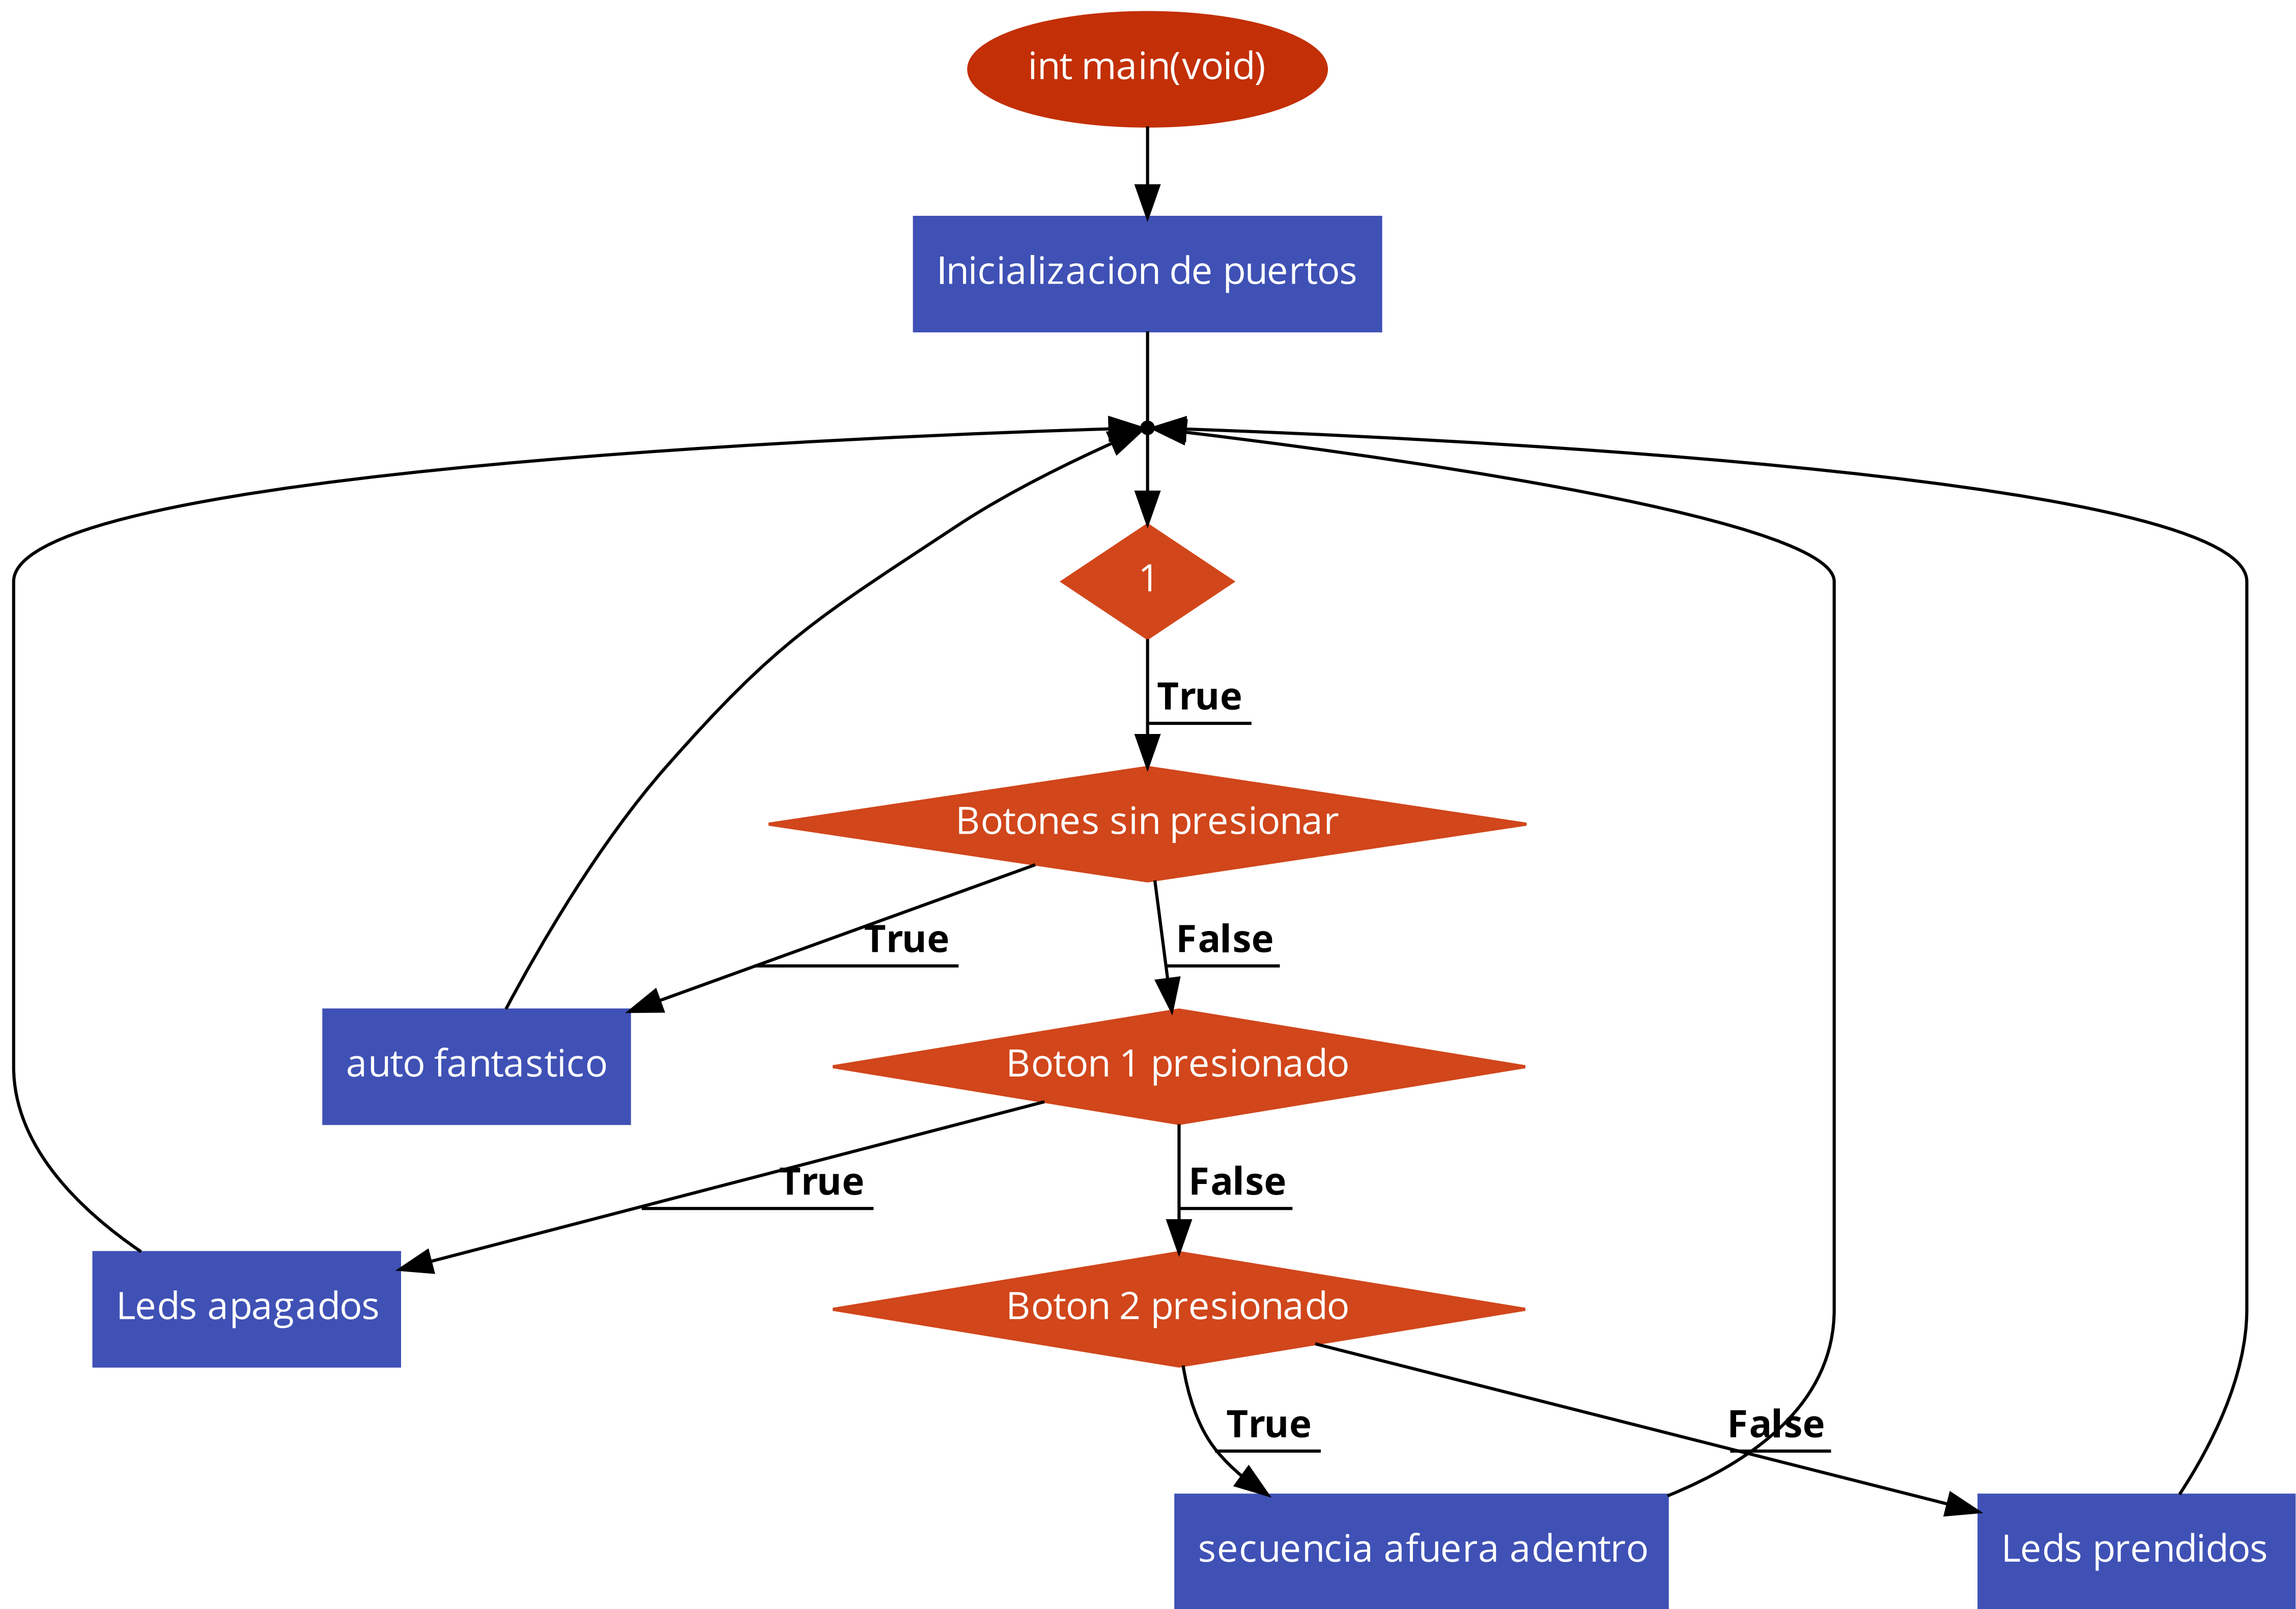 int main(void)
Inicializacion de puertos
1
True
Botones sin presionar
True
False
auto fantastico
Boton 1 presionado
True
False
Leds apagados
Boton 2 presionado
True
False
secuencia afuera adentro
Leds prendidos